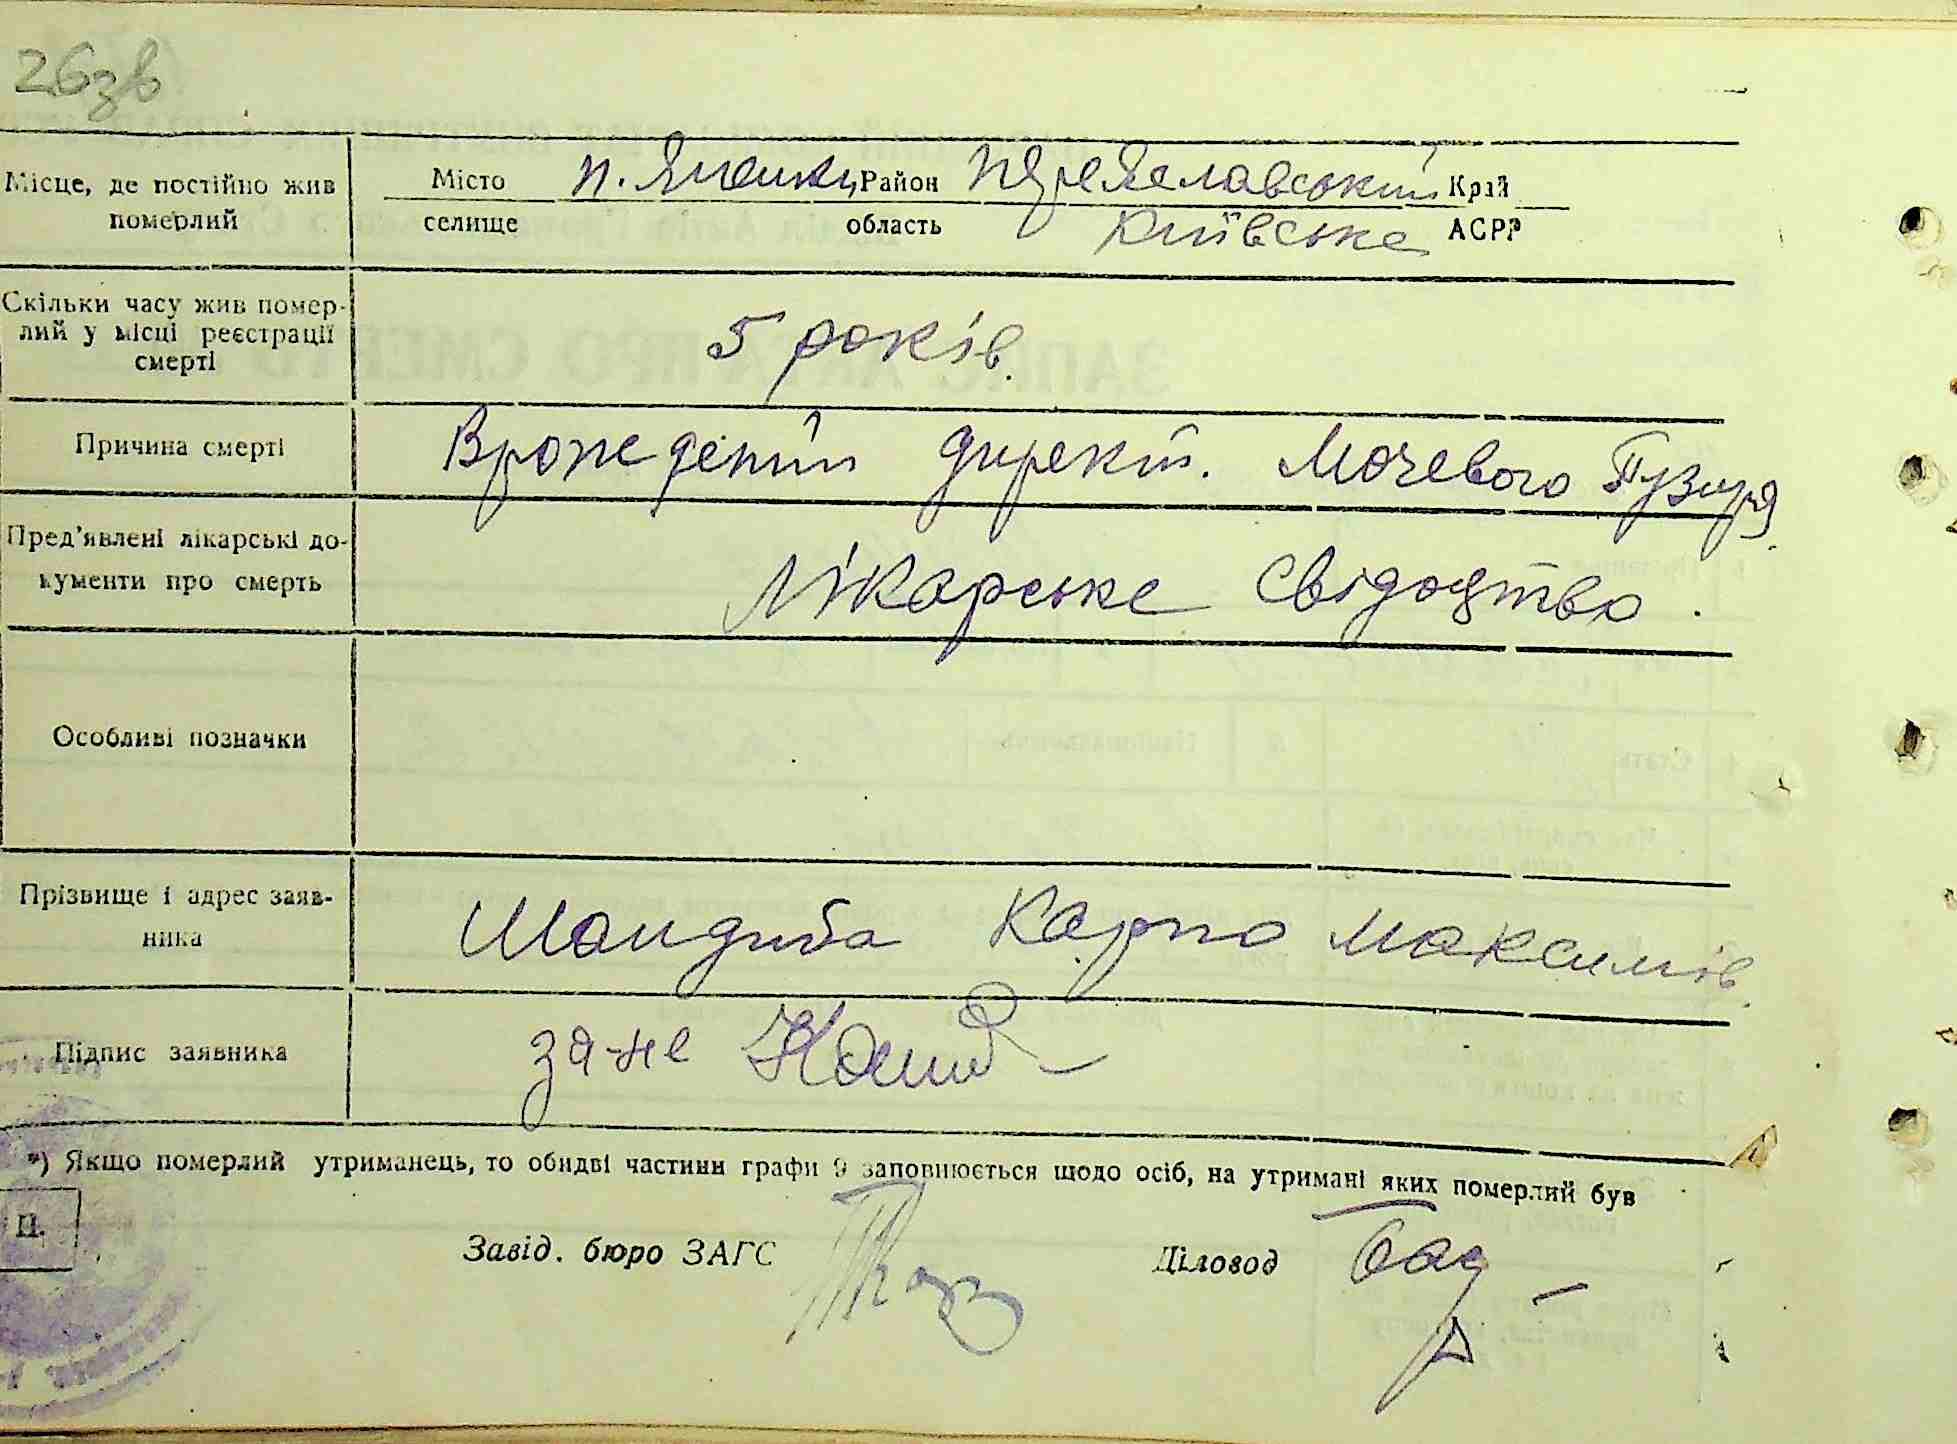 26зв
Місце, де постійно жив
померлий
Місто п. Яненки Район Переяславський Край
селище область Київське АСРР
Скільки часу жив помер-
лий у місці реєстрації
смерті
5 років.
Причина смерті
Врожедений директ. мочевого Пузиря
Пред'явлені лікарські до-
кументи про смерть
Лікарське свідоцтво.
Особливі позначки
Прізвище і адрес заяв-
ника
Шандиба Карпо Максимів.
Підпис заявника
за-не
*) Якщо померлий утриманець, то обидві частини графи 9 заповнюється щодо осіб, на утримані яких померлий був
П.
Завід. бюро ЗАГС
Діловод